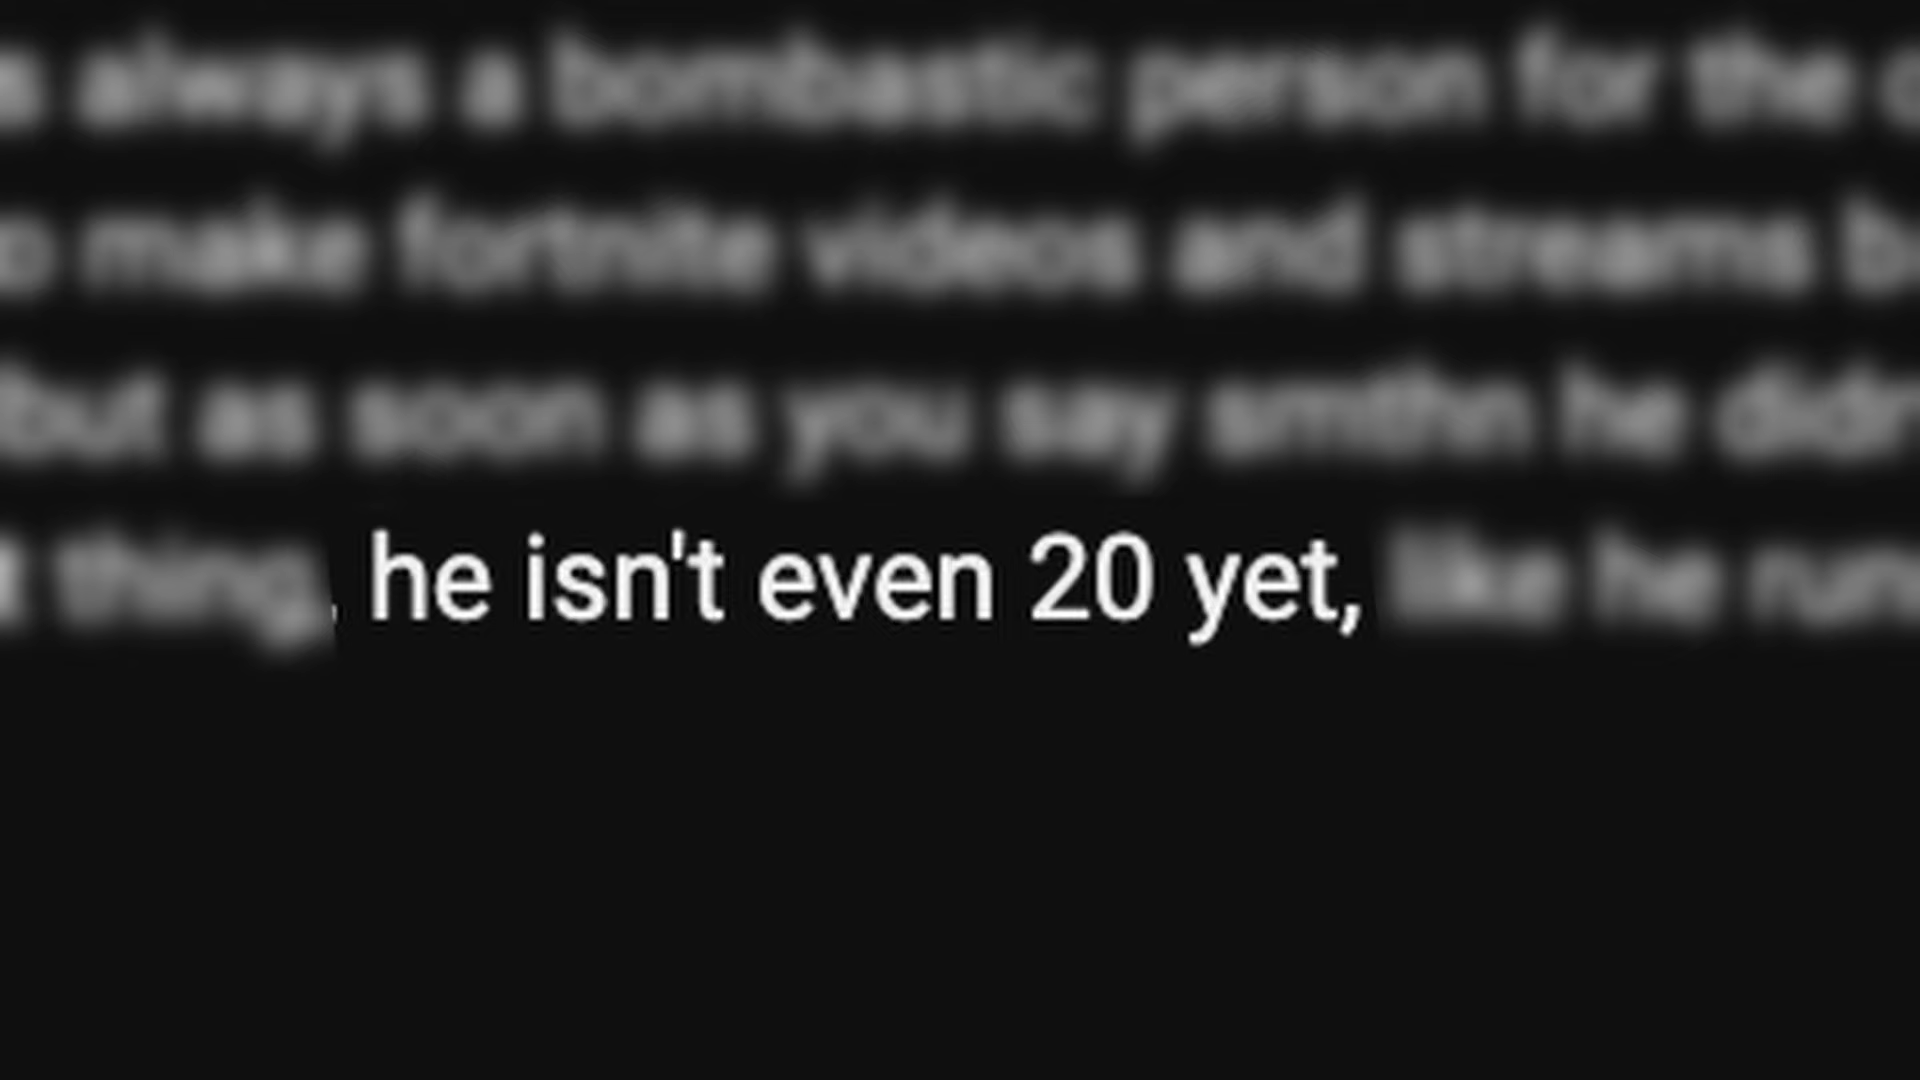 always a bombastic person for the
make fortnite videos and streams
but as soon as you say smthn he
thing, he isn't even 20 yet, like he